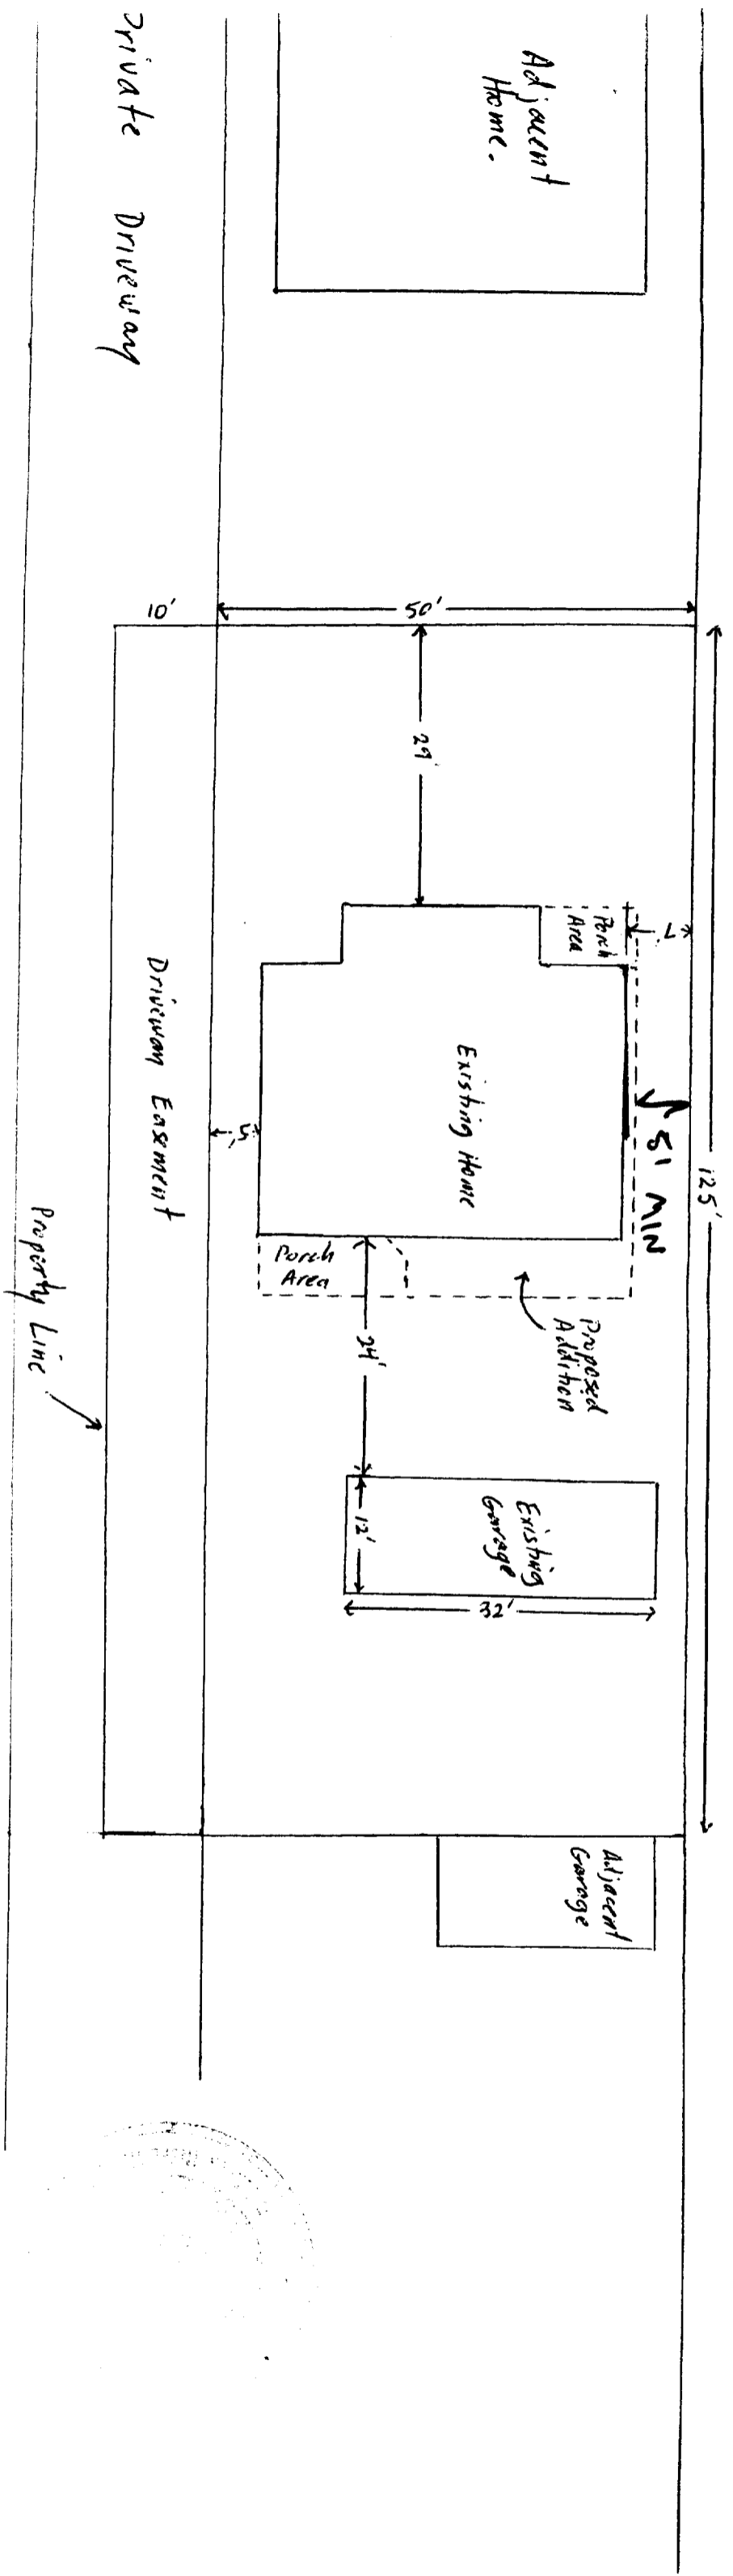 Adjacent
Home.
Private Driveway
10'
50'
125'
29'
7'
Porch
Area
5' MIN
Existing Home
Driveway Easement
5'
Porch
Area
Proposed
Addition
24'
Property Line
Existing
Garage
12'
32'
Adjacent
Garage